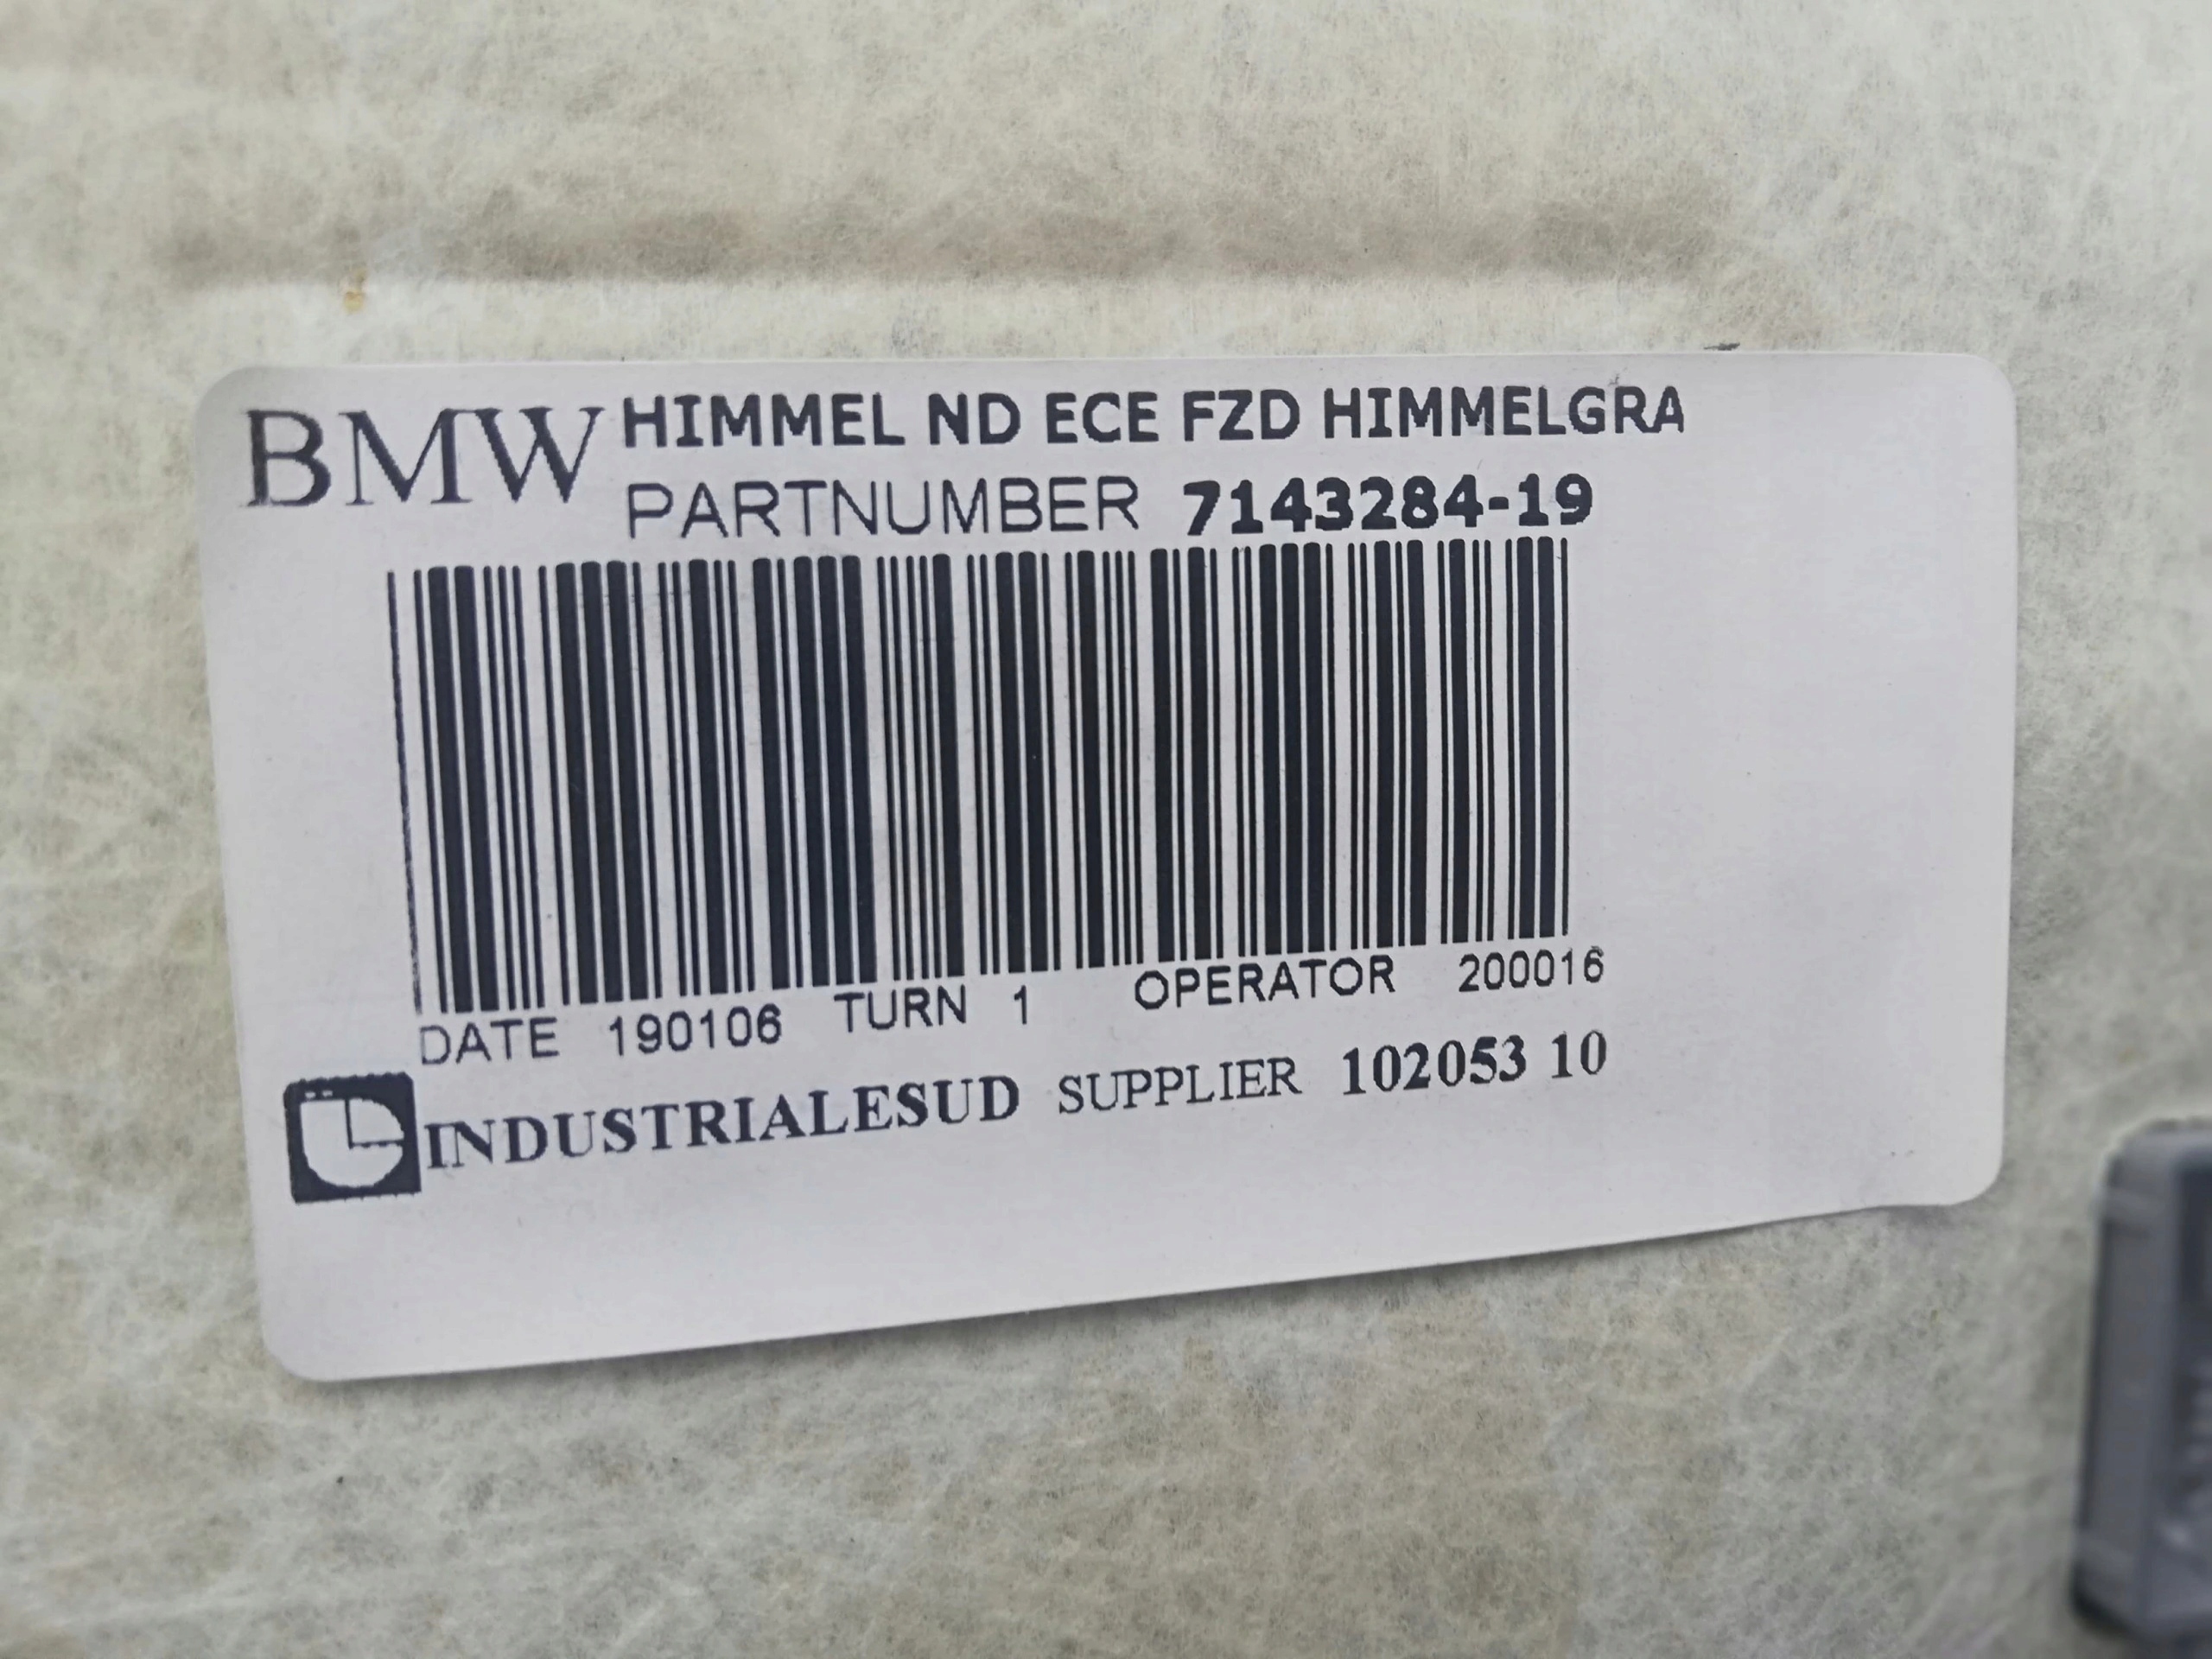 BMW HIMMEL ND ECE FZD HIMMELGRA
PARTNUMBER 7143284-19
DATE 190106 TURN 1 OPERATOR 200016
INDUSTRIALESUD SUPPLIER 102053 10